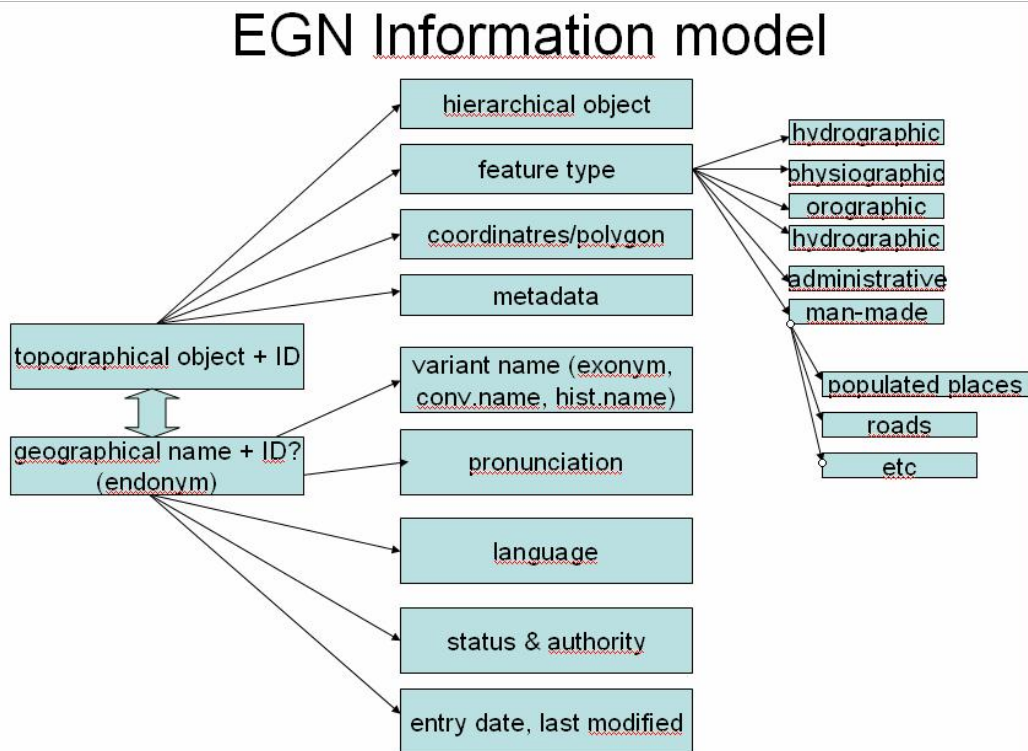 EGN Information model
hierarchical object
feature type
coordinatres/polygon
metadata
topographical object + ID
geographical name + ID?
(endonym)
variant name (exonym,
conv.name, hist.name)
pronunciation
language
status & authority
entry date, last modified
hydrographic
physiographic
orographic
hydrographic
administrative
man-made
populated places
roads
etc